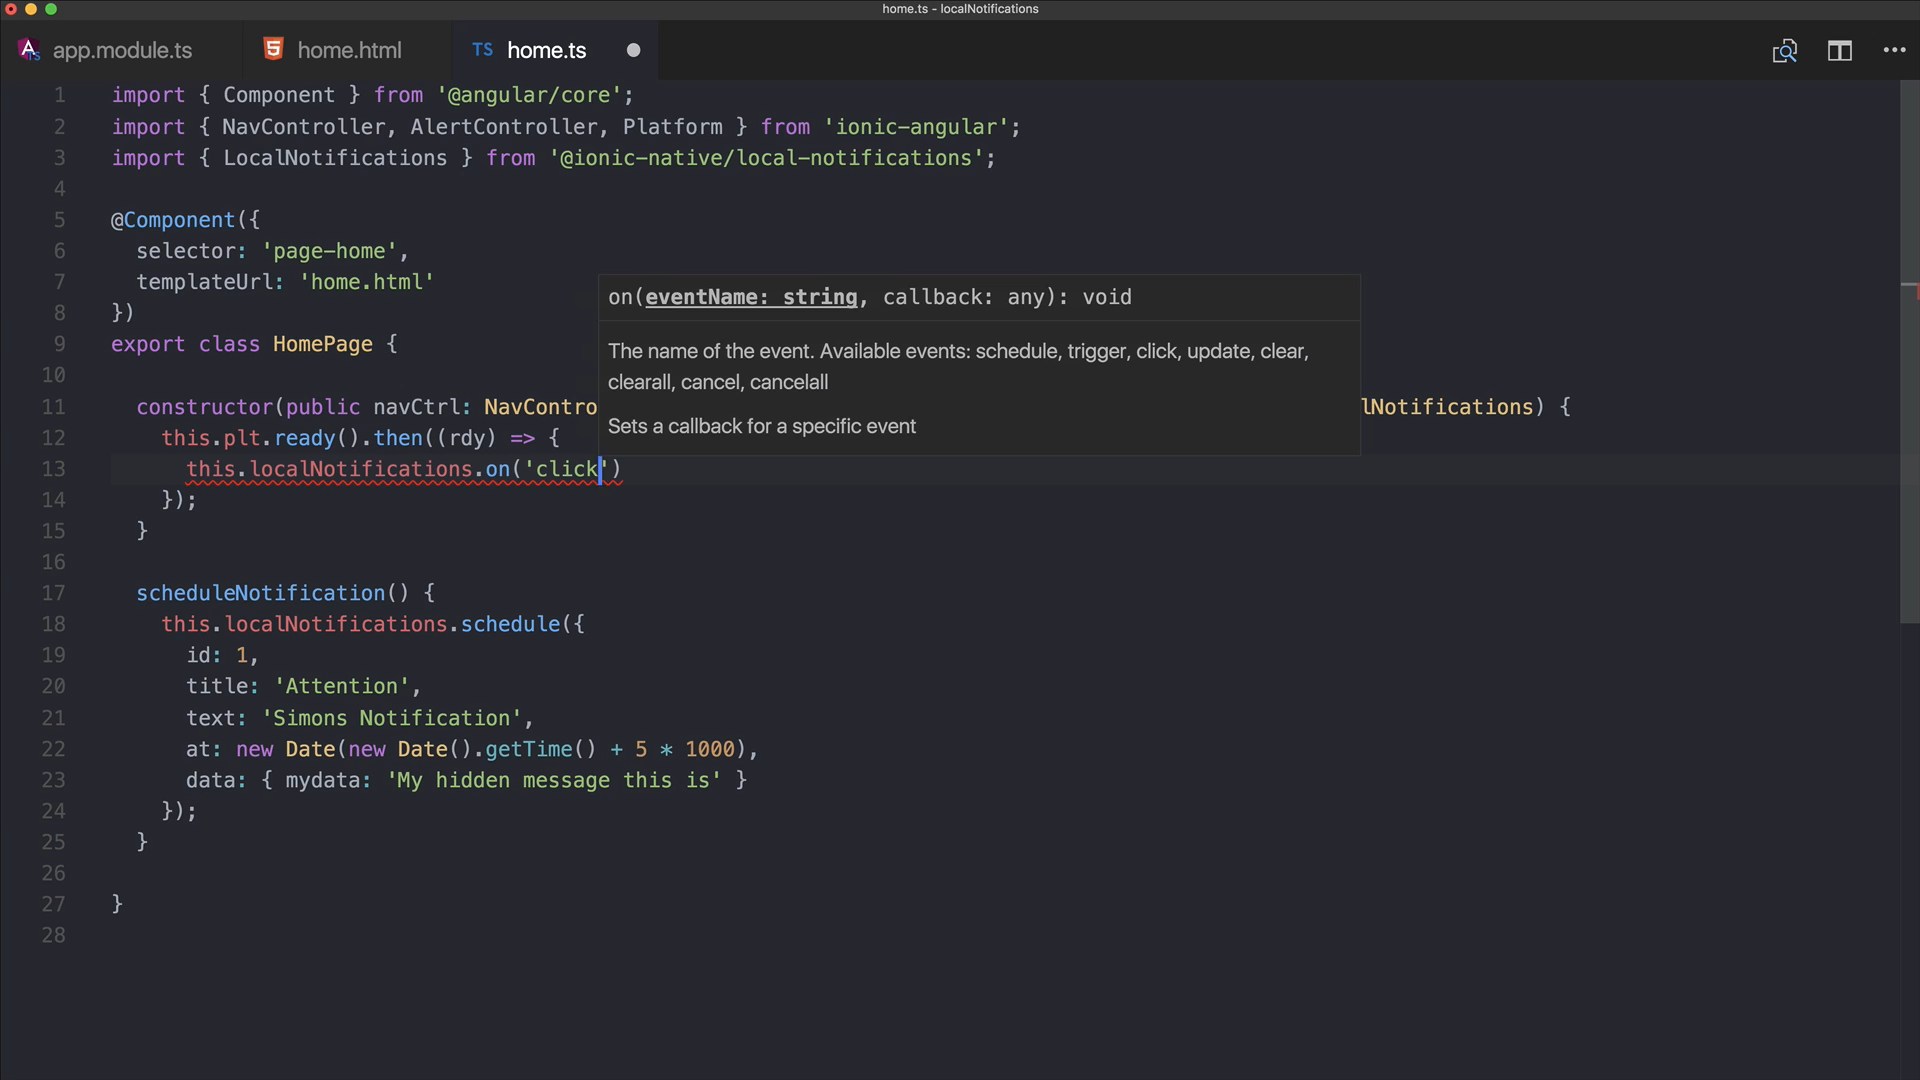 home.ts - localNotifications
app.module.ts home.html TS home.ts
1 import { Component } from '@angular/core';
2 import { NavController, AlertController, Platform } from 'ionic-angular';
3 import { LocalNotifications } from '@ionic-native/local-notifications';
4
5 @Component({
6 selector: 'page-home',
7 templateUrl: 'home.html'
8 })
9 export class HomePage {
10
on(eventName: string, callback: any): void
The name of the event. Available events: schedule, trigger, click, update, clear,
clearall, cancel, cancelall
Sets a callback for a specific event
11 constructor(public navCtrl: NavContro lNotifications) {
12 this.plt.ready().then((rdy) => {
13 this.localNotifications.on('click')
14 });
15 }
16
17 scheduleNotification() {
18 this.localNotifications.schedule({
19 id: 1,
20 title: 'Attention',
21 text: 'Simons Notification',
22 at: new Date(new Date().getTime() + 5 * 1000),
23 data: { mydata: 'My hidden message this is' }
24 });
25 }
26
27 }
28